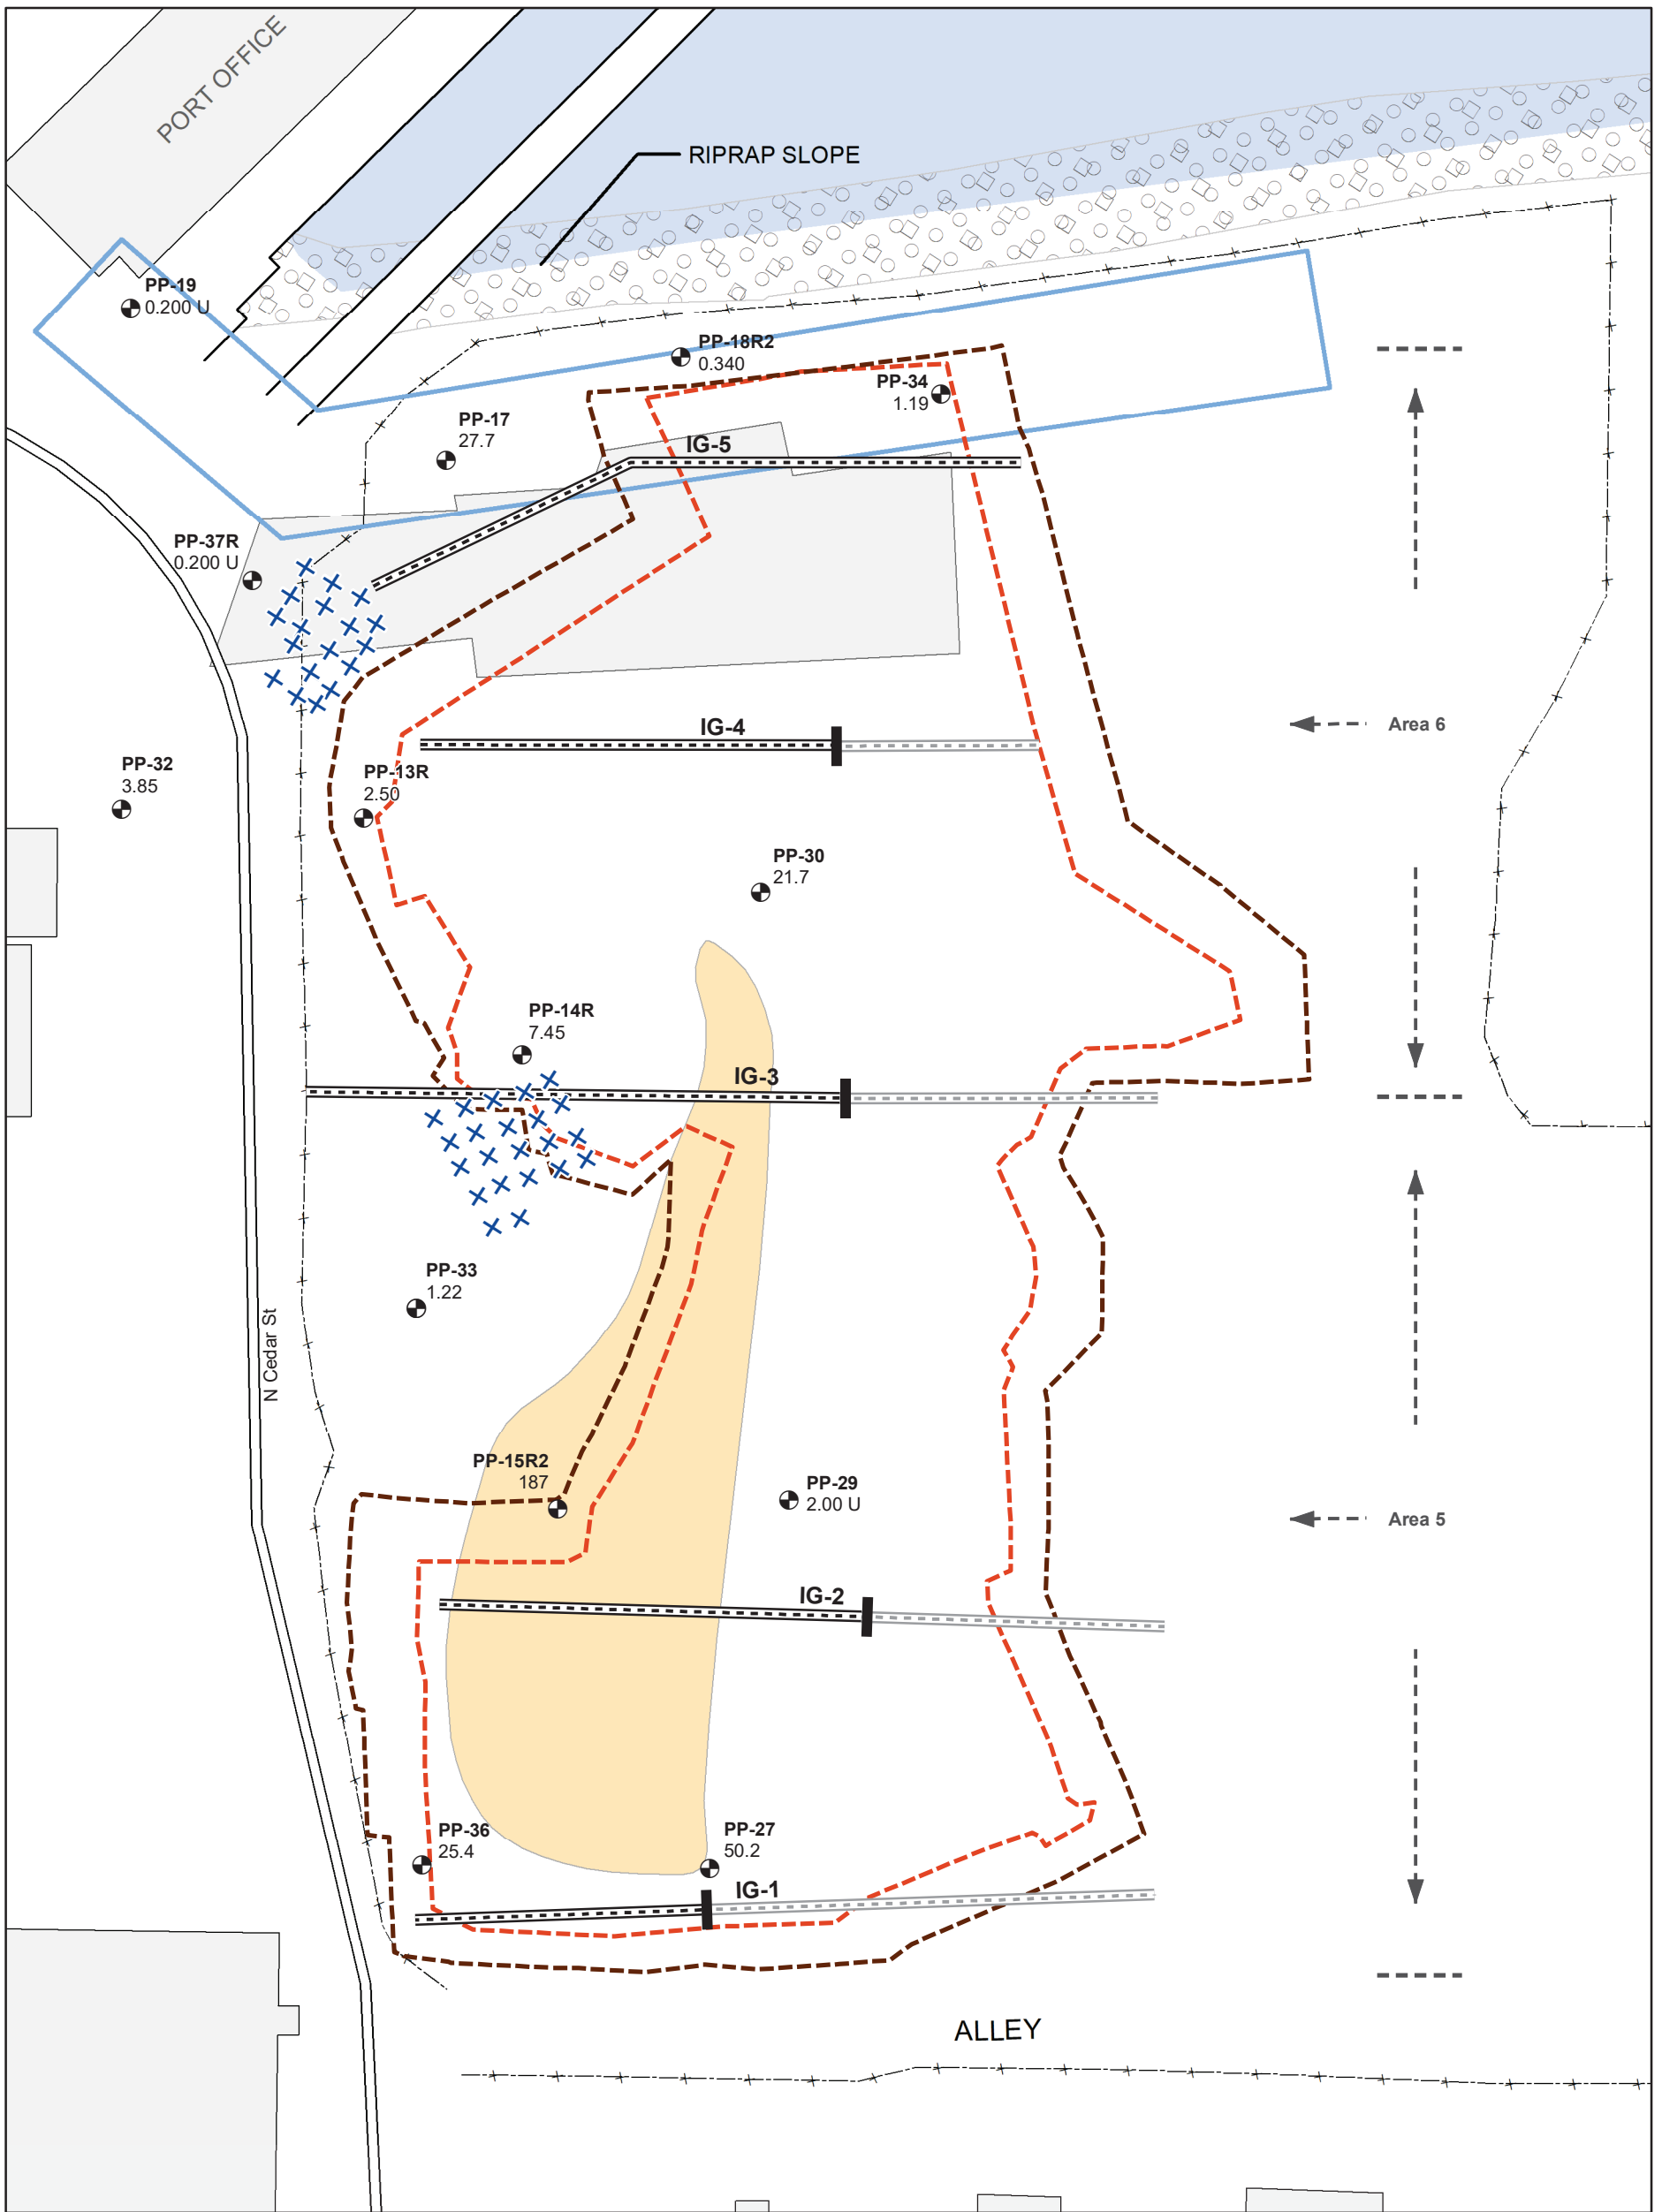 PORT OFFICE
RIPRAP SLOPE
PP-19
0.200 U
PP-18R2
0.340
PP-34
1.19
PP-17
27.7
IG-5
PP-37R
0.200 U
IG-4
Area 6
PP-32
3.85
PP-13R
2.50
PP-30
21.7
PP-14R
7.45
IG-3
PP-33
1.22
N Cedar St
PP-15R2
187
PP-29
2.00 U
Area 5
IG-2
PP-36
25.4
PP-27
50.2
IG-1
ALLEY